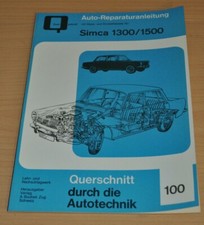 Auto-Reparaturanleitung
Simca 1300/1500
Querschnitt
durch die
Autotechnik
100